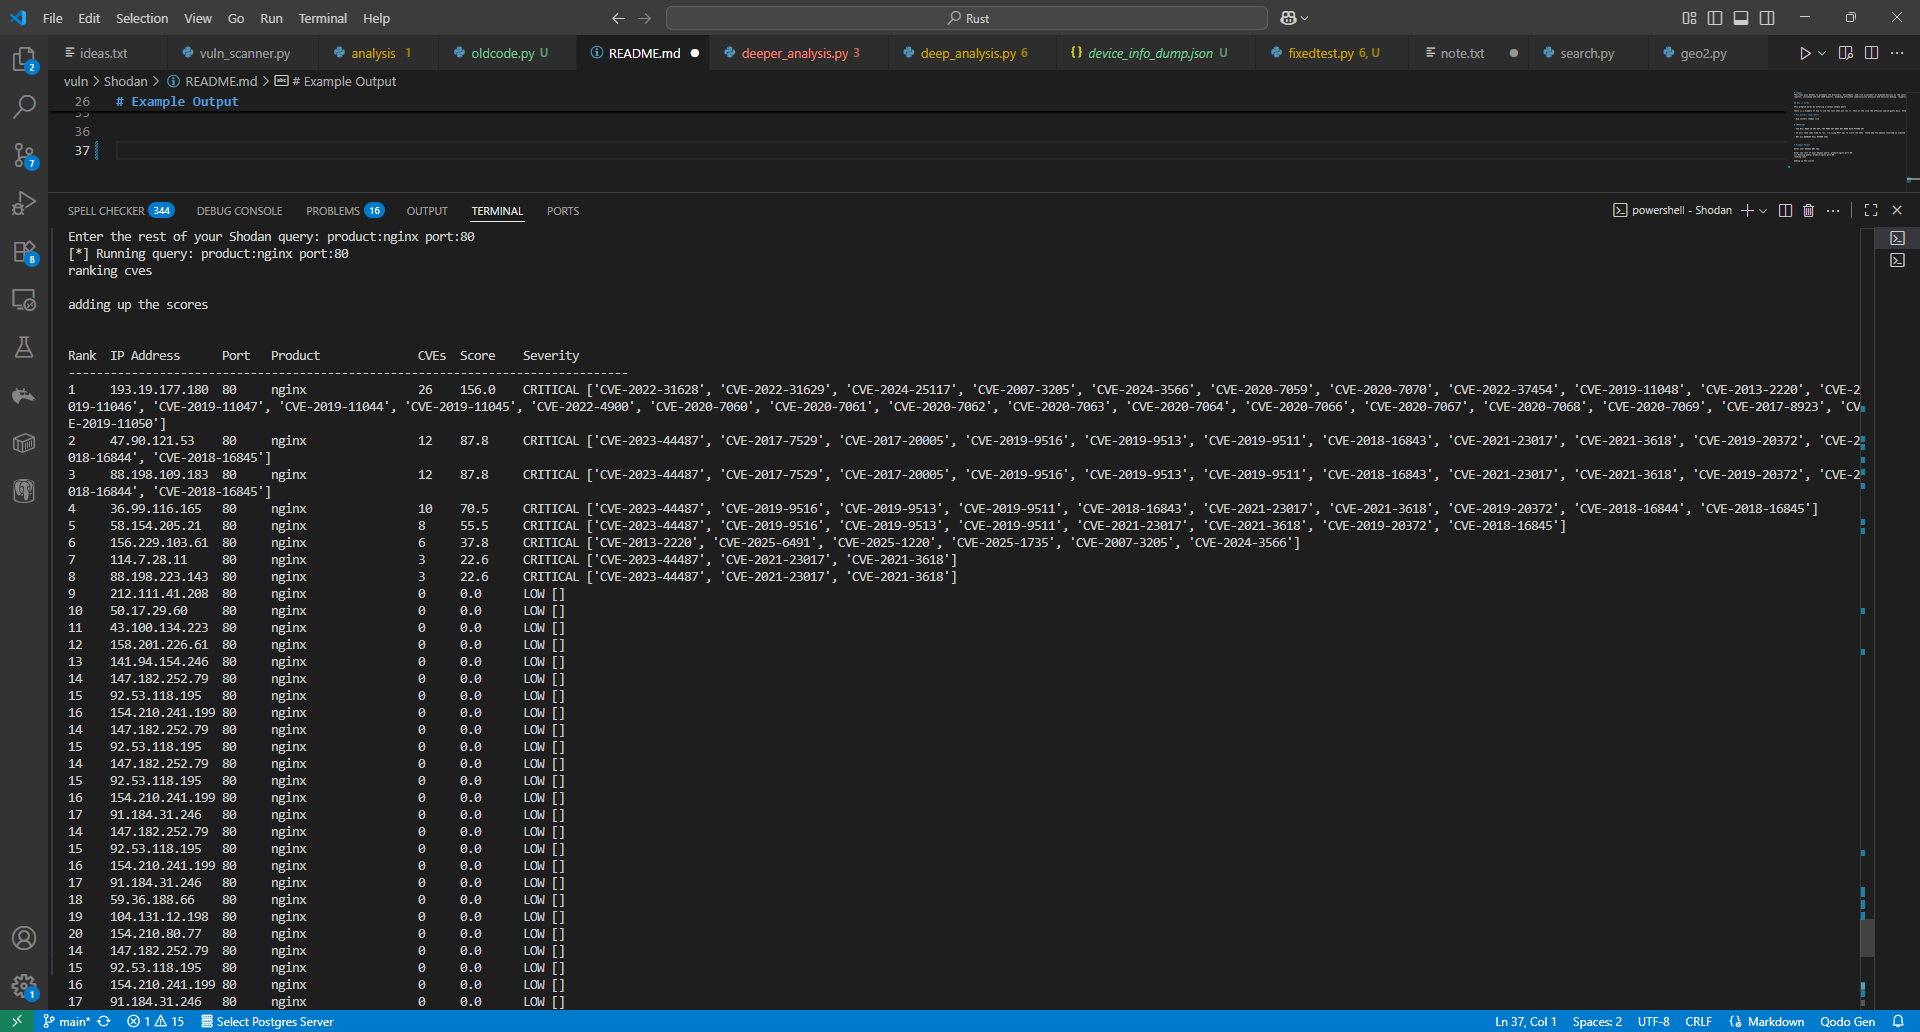 File Edit Selection View Go Run Terminal Help
Rust
ideas.txt vuln_scanner.py analysis 1 oldcode.py U README.md deeper_analysis.py 3 deep_analysis.py 6 device_info_dump.json U fixedtest.py 6, U note.txt search.py geo2.py
vuln > Shodan > README.md > # Example Output
26 # Example Output
35
36
37
SPELL CHECKER 344 DEBUG CONSOLE PROBLEMS 16 OUTPUT TERMINAL PORTS
powershell - Shodan
Enter the rest of your Shodan query: product:nginx port:80
[*] Running query: product:nginx port:80
ranking cves
adding up the scores
Rank IP Address Port Product CVEs Score Severity
--------------------------------------------------------------------------------
1 193.19.177.180 80 nginx 26 156.0 CRITICAL ['CVE-2022-31628', 'CVE-2022-31629', 'CVE-2024-25117', 'CVE-2007-3205', 'CVE-2024-3566', 'CVE-2020-7059', 'CVE-2020-7070', 'CVE-2022-37454', 'CVE-2019-11048', 'CVE-2013-2220', 'CVE-2
019-11046', 'CVE-2019-11047', 'CVE-2019-11044', 'CVE-2019-11045', 'CVE-2022-4900', 'CVE-2020-7060', 'CVE-2020-7061', 'CVE-2020-7062', 'CVE-2020-7063', 'CVE-2020-7064', 'CVE-2020-7066', 'CVE-2020-7067', 'CVE-2020-7068', 'CVE-2020-7069', 'CVE-2017-8923', 'CV
E-2019-11050']
2 47.90.121.53 80 nginx 12 87.8 CRITICAL ['CVE-2023-44487', 'CVE-2017-7529', 'CVE-2017-20005', 'CVE-2019-9516', 'CVE-2019-9513', 'CVE-2019-9511', 'CVE-2018-16843', 'CVE-2021-23017', 'CVE-2021-3618', 'CVE-2019-20372', 'CVE-2
018-16844', 'CVE-2018-16845']
3 88.198.109.183 80 nginx 12 87.8 CRITICAL ['CVE-2023-44487', 'CVE-2017-7529', 'CVE-2017-20005', 'CVE-2019-9516', 'CVE-2019-9513', 'CVE-2019-9511', 'CVE-2018-16843', 'CVE-2021-23017', 'CVE-2021-3618', 'CVE-2019-20372', 'CVE-2
018-16844', 'CVE-2018-16845']
4 36.99.116.165 80 nginx 10 70.5 CRITICAL ['CVE-2023-44487', 'CVE-2019-9516', 'CVE-2019-9513', 'CVE-2019-9511', 'CVE-2018-16843', 'CVE-2021-23017', 'CVE-2021-3618', 'CVE-2019-20372', 'CVE-2018-16844', 'CVE-2018-16845']
5 58.154.205.21 80 nginx 8 55.5 CRITICAL ['CVE-2023-44487', 'CVE-2019-9516', 'CVE-2019-9513', 'CVE-2019-9511', 'CVE-2021-23017', 'CVE-2021-3618', 'CVE-2019-20372', 'CVE-2018-16845']
6 156.229.103.61 80 nginx 6 37.8 CRITICAL ['CVE-2013-2220', 'CVE-2025-6491', 'CVE-2025-1220', 'CVE-2025-1735', 'CVE-2007-3205', 'CVE-2024-3566']
7 114.7.28.11 80 nginx 3 22.6 CRITICAL ['CVE-2023-44487', 'CVE-2021-23017', 'CVE-2021-3618']
8 88.198.223.143 80 nginx 3 22.6 CRITICAL ['CVE-2023-44487', 'CVE-2021-23017', 'CVE-2021-3618']
9 212.111.41.208 80 nginx 0 0.0 LOW []
10 50.17.29.60 80 nginx 0 0.0 LOW []
11 43.100.134.223 80 nginx 0 0.0 LOW []
12 158.201.226.61 80 nginx 0 0.0 LOW []
13 141.94.154.246 80 nginx 0 0.0 LOW []
14 147.182.252.79 80 nginx 0 0.0 LOW []
15 92.53.118.195 80 nginx 0 0.0 LOW []
16 154.210.241.199 80 nginx 0 0.0 LOW []
14 147.182.252.79 80 nginx 0 0.0 LOW []
15 92.53.118.195 80 nginx 0 0.0 LOW []
14 147.182.252.79 80 nginx 0 0.0 LOW []
15 92.53.118.195 80 nginx 0 0.0 LOW []
16 154.210.241.199 80 nginx 0 0.0 LOW []
17 91.184.31.246 80 nginx 0 0.0 LOW []
14 147.182.252.79 80 nginx 0 0.0 LOW []
15 92.53.118.195 80 nginx 0 0.0 LOW []
16 154.210.241.199 80 nginx 0 0.0 LOW []
17 91.184.31.246 80 nginx 0 0.0 LOW []
18 59.36.188.66 80 nginx 0 0.0 LOW []
19 104.131.12.198 80 nginx 0 0.0 LOW []
20 154.210.80.77 80 nginx 0 0.0 LOW []
14 147.182.252.79 80 nginx 0 0.0 LOW []
15 92.53.118.195 80 nginx 0 0.0 LOW []
16 154.210.241.199 80 nginx 0 0.0 LOW []
17 91.184.31.246 80 nginx 0 0.0 LOW []
main* 1 15 Select Postgres Server Ln 37, Col 1 Spaces: 2 UTF-8 CRLF Markdown Qodo Gen